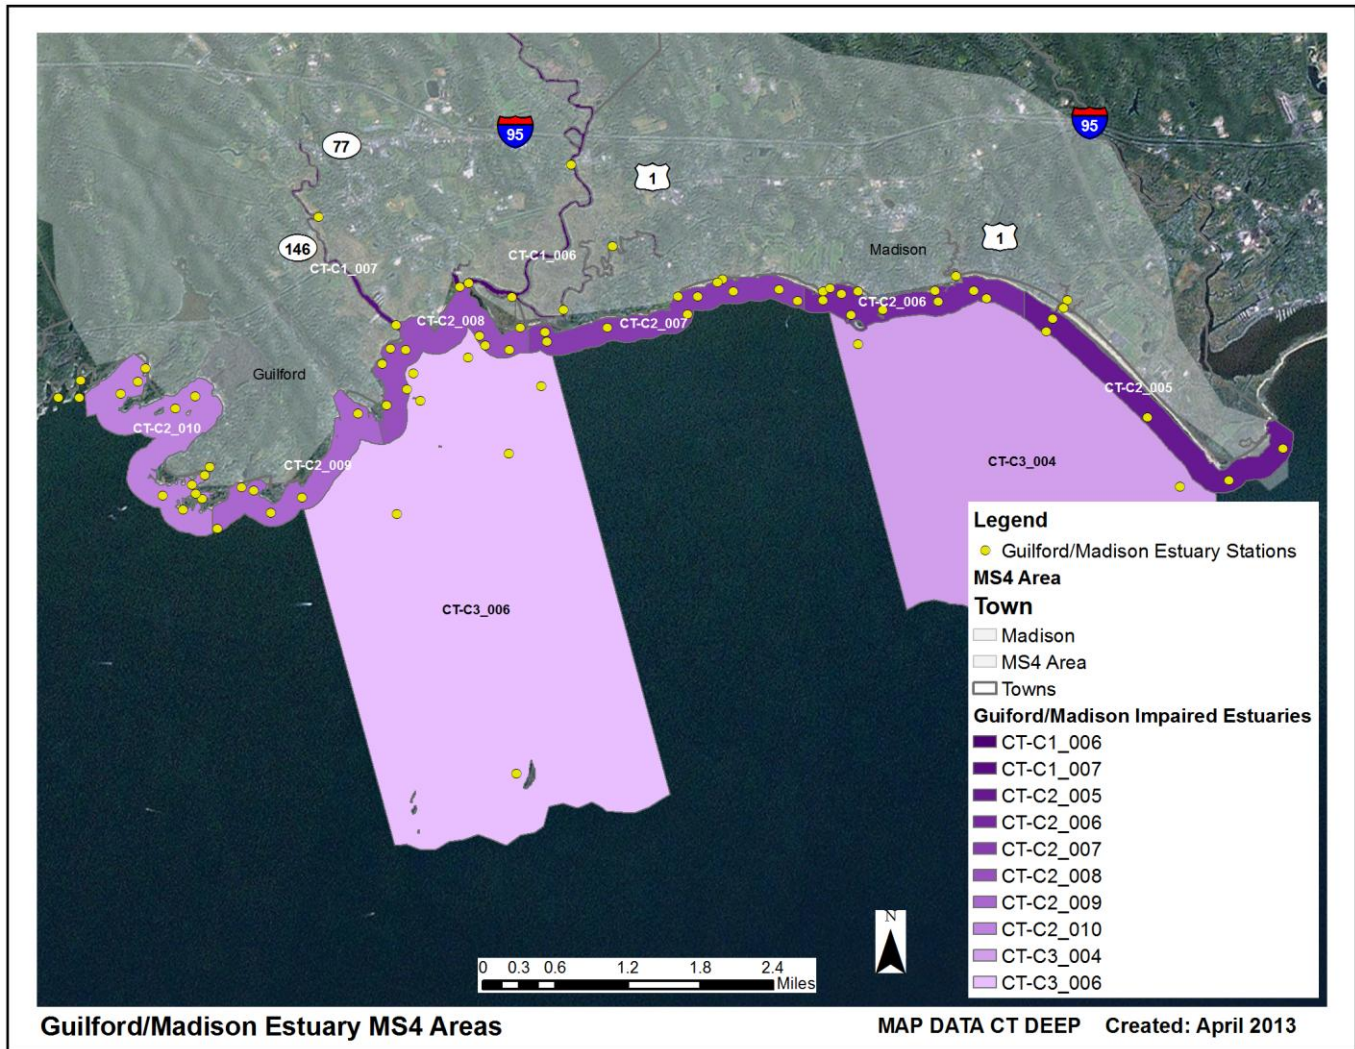 95
95
77
1
1
146
CT-C1_006
CT-C1_007
Madison
CT-C2_006
CT-C2_008
CT-C2_007
Guilford
CT-C2_005
CT-C2_010
CT-C2_009
CT-C3_004
CT-C3_006
Legend
Guilford/Madison Estuary Stations
MS4 Area
Town
Madison
MS4 Area
Towns
Guiford/Madison Impaired Estuaries
CT-C1_006
CT-C1_007
CT-C2_005
CT-C2_006
CT-C2_007
CT-C2_008
CT-C2_009
CT-C2_010
CT-C3_004
CT-C3_006
N
0 0.3 0.6 1.2 1.8 2.4
Miles
Guilford/Madison Estuary MS4 Areas
MAP DATA CT DEEP Created: April 2013